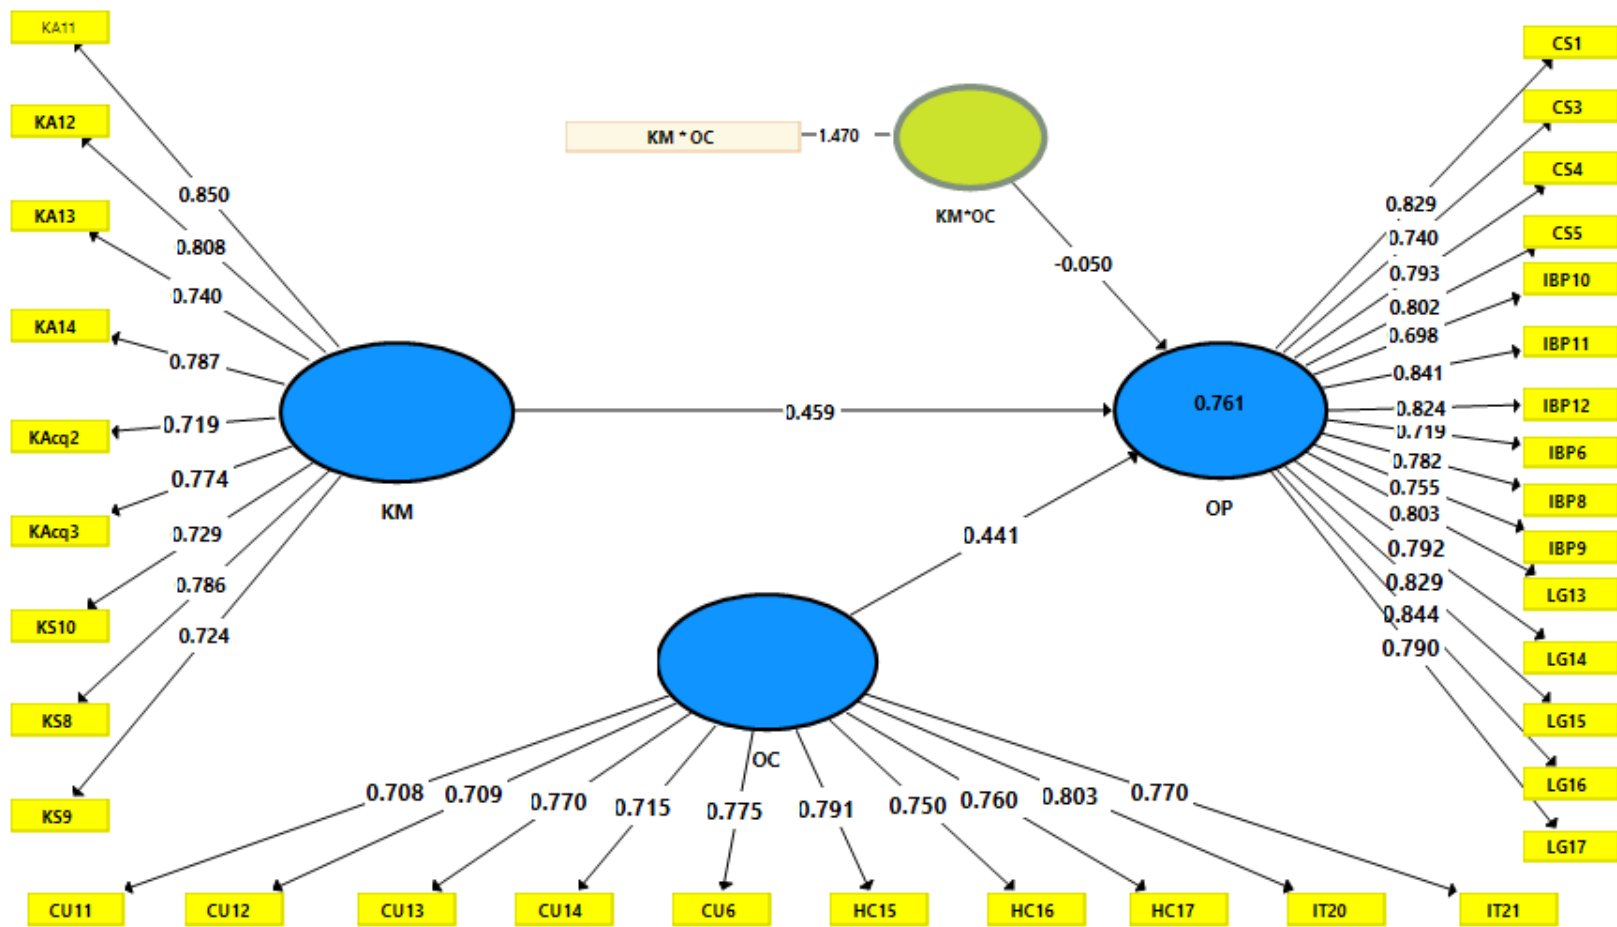 KA11
KA12
KA13
KA14
KAcq2
KAcq3
KS10
KS8
KS9
0.850
0.808
0.740
0.787
0.719
0.774
0.729
0.786
0.724
KM
KM * OC
1.470
KM*OC
-0.050
0.459
0.441
0.761
OP
OC
0.708
0.709
0.770
0.715
0.775
0.791
0.750
0.760
0.803
0.770
CU11
CU12
CU13
CU14
CU6
HC15
HC16
HC17
IT20
IT21
0.829
0.740
0.793
0.802
0.698
0.841
0.824
0.719
0.782
0.755
0.803
0.792
0.829
0.844
0.790
CS1
CS3
CS4
CS5
IBP10
IBP11
IBP12
IBP6
IBP8
IBP9
LG13
LG14
LG15
LG16
LG17